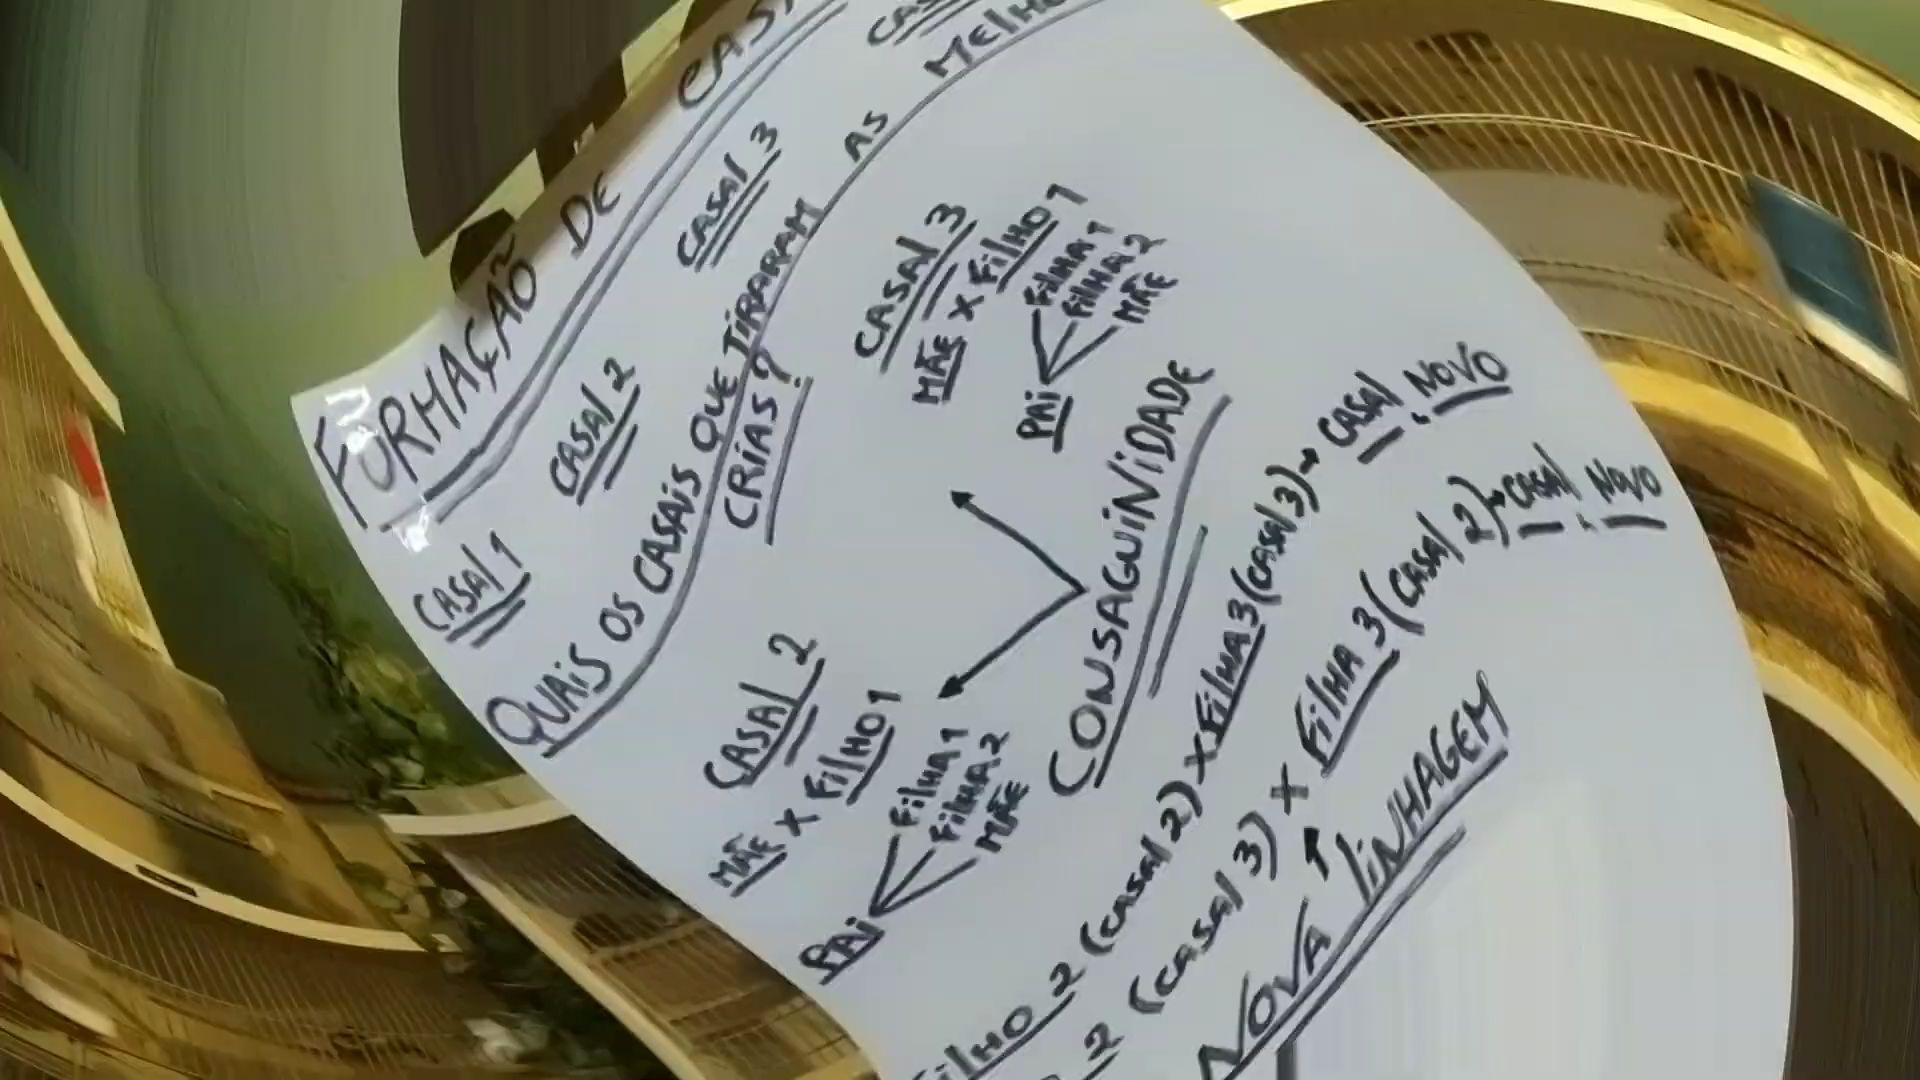 FORMAÇÃO DE
CASAL 1 CASAL 2 CASAL 3
QUAIS OS CASAIS QUE TIRARAM AS
CRIAS?
CASAL 2
MÃE X FILHO 1
FILHA 1
FILHA 2
MÃE
PAI
CASAL 3
MÃE X FILHO 1
FILHA 1
FILHA 2
MÃE
PAI
CONSAGUINIDADE
FILHO 2 (CASAL 2) X FILHA 3 (CASAL 3) → CASAL NOVO
2 (CASAL 3) X FILHA 3 (CASAL 2) → CASAL NOVO
NOVA LINHAGEM